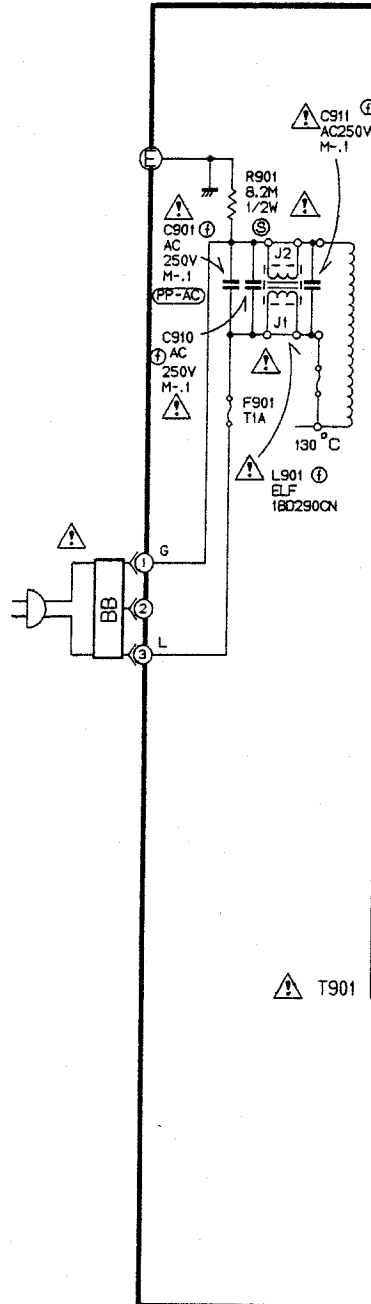 C911 f
AC250V
M-.1
E
R901
8.2M
1/2W
C901 f
AC
250V
M-.1
PP-AC
S
J2
J1
C910
f AC
250V
M-.1
F901
T1A
130°C
L901 f
ELF
18D290CN
G
1
BB
2
L
3
T901